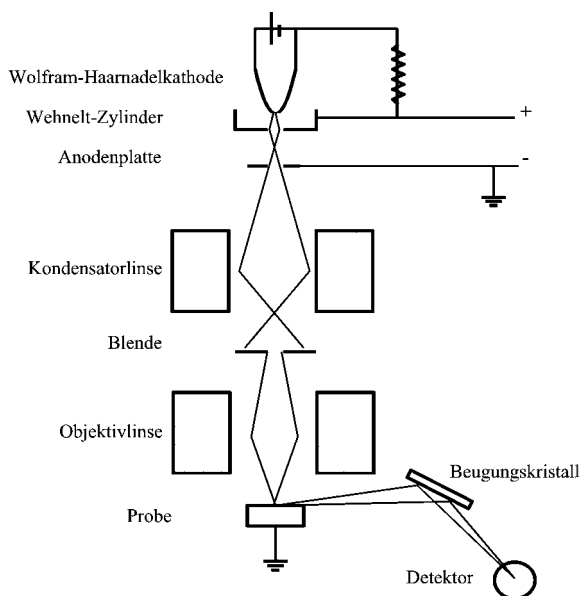 Wolfram-Haarnadelkathode
Wehnelt-Zylinder
+
Anodenplatte
-
Kondensatorlinse
Blende
Objektivlinse
Beugungskristall
Probe
Detektor